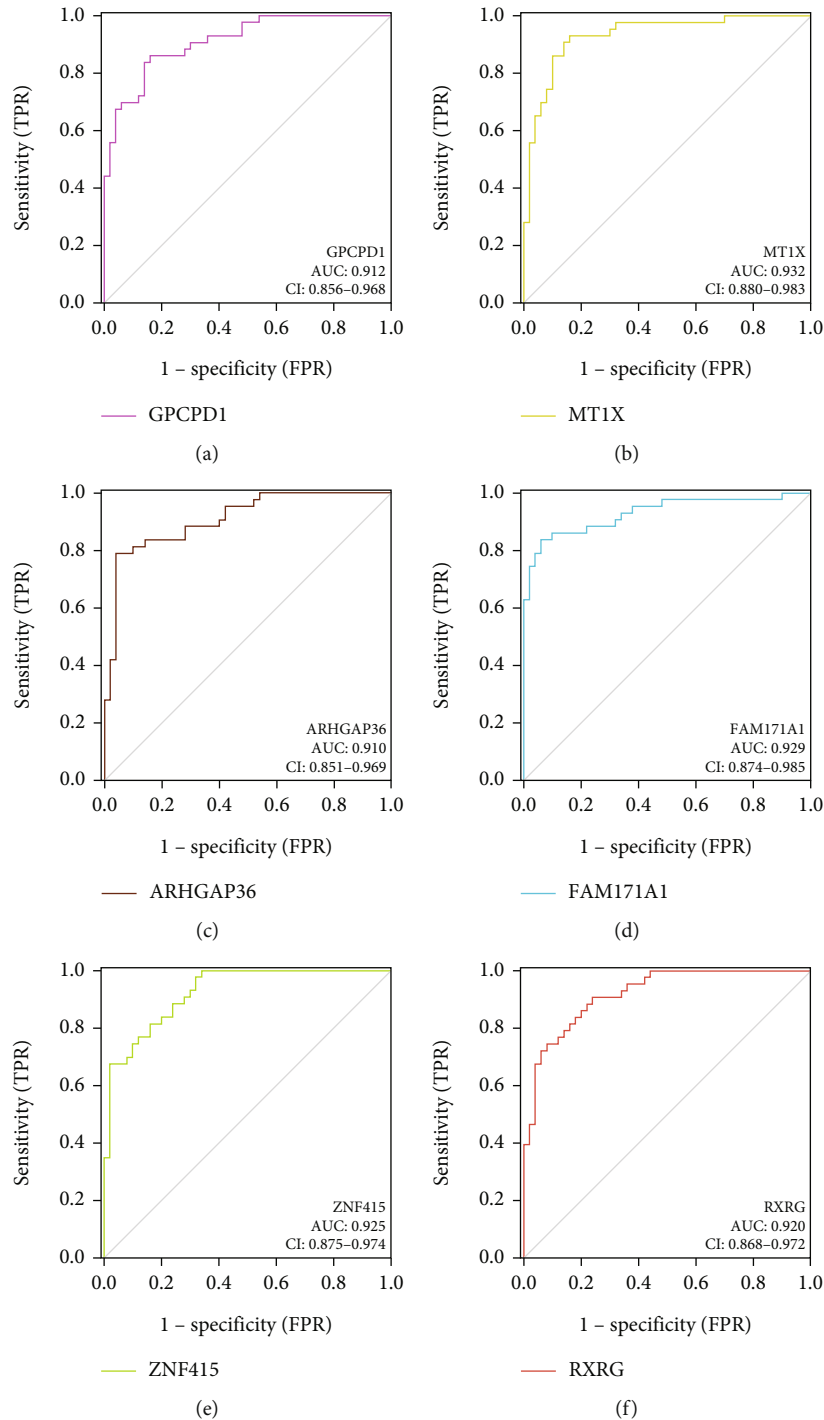 1.0
0.8
0.6
0.4
0.2
0.0
Sensitivity (TPR)
GPCPD1
AUC: 0.912
CI: 0.856–0.968
0.0 0.2 0.4 0.6 0.8 1.0
1 – specificity (FPR)
GPCPD1
(a)
1.0
0.8
0.6
0.4
0.2
0.0
Sensitivity (TPR)
MT1X
AUC: 0.932
CI: 0.880–0.983
0.0 0.2 0.4 0.6 0.8 1.0
1 – specificity (FPR)
MT1X
(b)
1.0
0.8
0.6
0.4
0.2
0.0
Sensitivity (TPR)
ARHGAP36
AUC: 0.910
CI: 0.851–0.969
0.0 0.2 0.4 0.6 0.8 1.0
1 – specificity (FPR)
ARHGAP36
(c)
1.0
0.8
0.6
0.4
0.2
0.0
Sensitivity (TPR)
FAM171A1
AUC: 0.929
CI: 0.874–0.985
0.0 0.2 0.4 0.6 0.8 1.0
1 – specificity (FPR)
FAM171A1
(d)
1.0
0.8
0.6
0.4
0.2
0.0
Sensitivity (TPR)
ZNF415
AUC: 0.925
CI: 0.875–0.974
0.0 0.2 0.4 0.6 0.8 1.0
1 – specificity (FPR)
ZNF415
(e)
1.0
0.8
0.6
0.4
0.2
0.0
Sensitivity (TPR)
RXRG
AUC: 0.920
CI: 0.868–0.972
0.0 0.2 0.4 0.6 0.8 1.0
1 – specificity (FPR)
RXRG
(f)